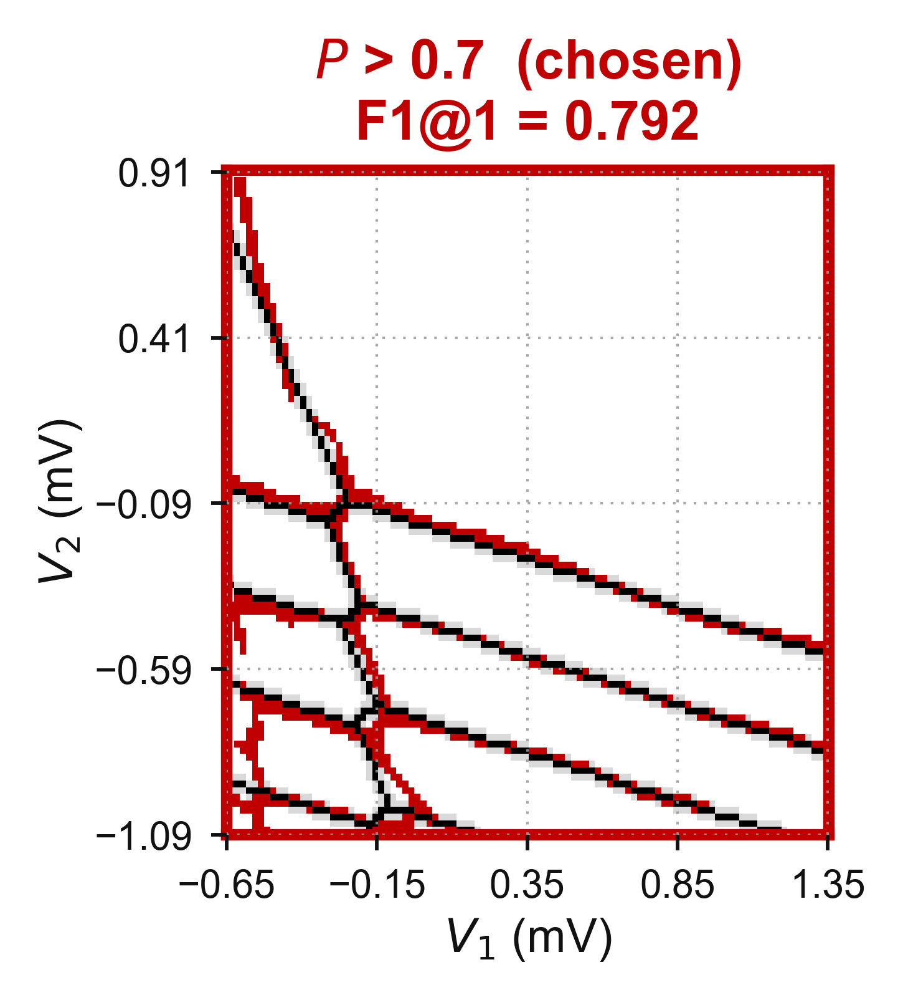 P > 0.7 (chosen)
F1@1 = 0.792
0.91
0.41
−0.09
−0.59
−1.09
V₂ (mV)
−0.65 −0.15 0.35 0.85 1.35
V₁ (mV)